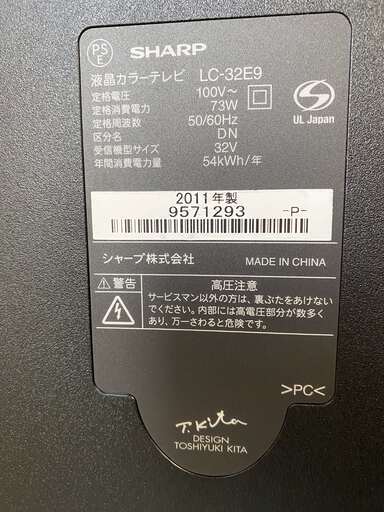 PS
E
SHARP
液晶カラーテレビ LC-32E9
定格電圧 100V～
定格消費電力 73W
定格周波数 50/60Hz
区分名 DN
受信機型サイズ 32V
年間消費電力量 54kWh/年
UL Japan
2011年製
9571293 -P-
シャープ株式会社 MADE IN CHINA
警告
高圧注意
サービスマン以外の方は、裏ぶたをあけない
でください。内部には高電圧部分が数多く
あり、万一さわると危険です。
>PC<
T.Kita
DESIGN
TOSHIYUKI KITA